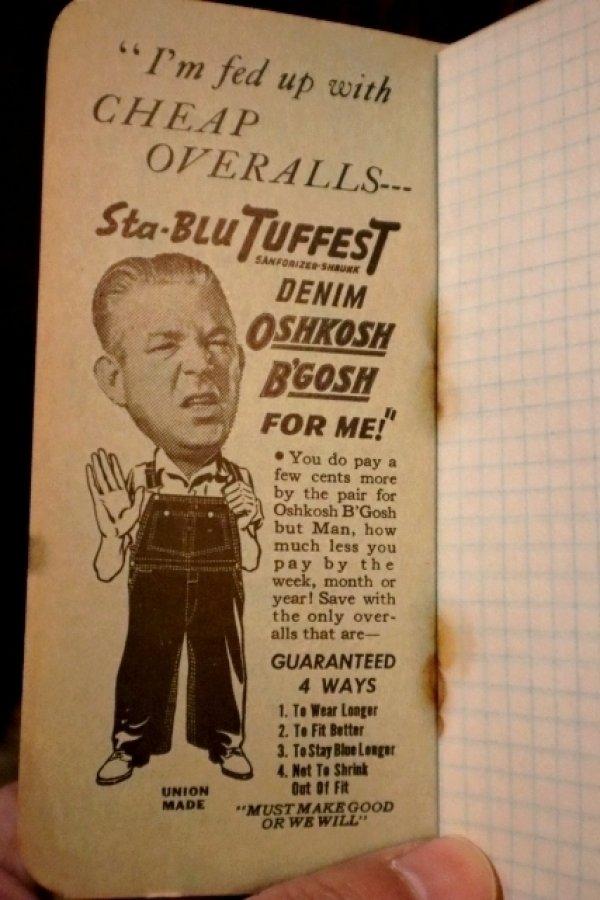 "I'm fed up with
CHEAP
OVERALLS---
Sta-Blu TUFFEST
SANFORIZED-SHRUNK
DENIM
OSHKOSH
B'GOSH
FOR ME!"
• You do pay a
few cents more
by the pair for
Oshkosh B'Gosh
but Man, how
much less you
pay by the
week, month or
year! Save with
the only over-
alls that are—
GUARANTEED
4 WAYS
1. To Wear Longer
2. To Fit Better
3. To Stay Blue Longer
4. Not To Shrink
Out Of Fit
UNION
MADE
"MUST MAKE GOOD
OR WE WILL"